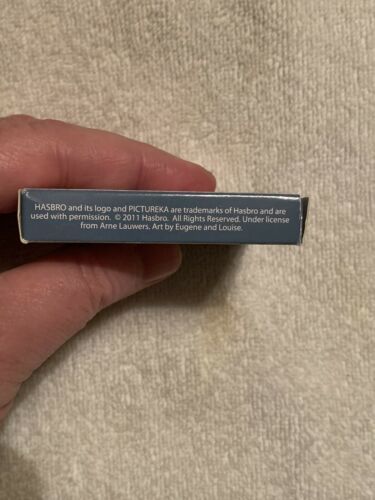 HASBRO and its logo and PICTUREKA are trademarks of Hasbro and are
used with permission. © 2011 Hasbro. All Rights Reserved. Under license
from Arne Lauwers. Art by Eugene and Louise.